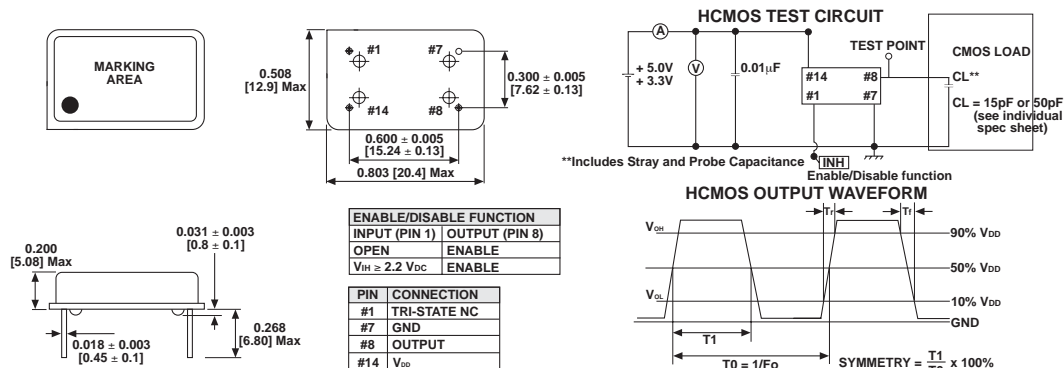 MARKING
AREA
0.508
[12.9] Max
#1
#7
#14
#8
0.300 ± 0.005
[7.62 ± 0.13]
0.600 ± 0.005
[15.24 ± 0.13]
0.803 [20.4] Max
HCMOS TEST CIRCUIT
A
+ 5.0V
+ 3.3V
V
0.01µF
TEST POINT
#14 #8
#1 #7
CMOS LOAD
CL**
CL = 15pF or 50pF
(see individual
spec sheet)
**Includes Stray and Probe Capacitance
INH
Enable/Disable function
0.200
[5.08] Max
0.031 ± 0.003
[0.8 ± 0.1]
0.018 ± 0.003
[0.45 ± 0.1]
0.268
[6.80] Max
ENABLE/DISABLE FUNCTION
INPUT (PIN 1) OUTPUT (PIN 8)
OPEN ENABLE
VIH ≥ 2.2 VDC ENABLE
PIN CONNECTION
#1 TRI-STATE NC
#7 GND
#8 OUTPUT
#14 VDD
HCMOS OUTPUT WAVEFORM
Tr
Tf
VOH
90% VDD
50% VDD
VOL
10% VDD
GND
T1
T0 = 1/Fo
SYMMETRY = T1 x 100%